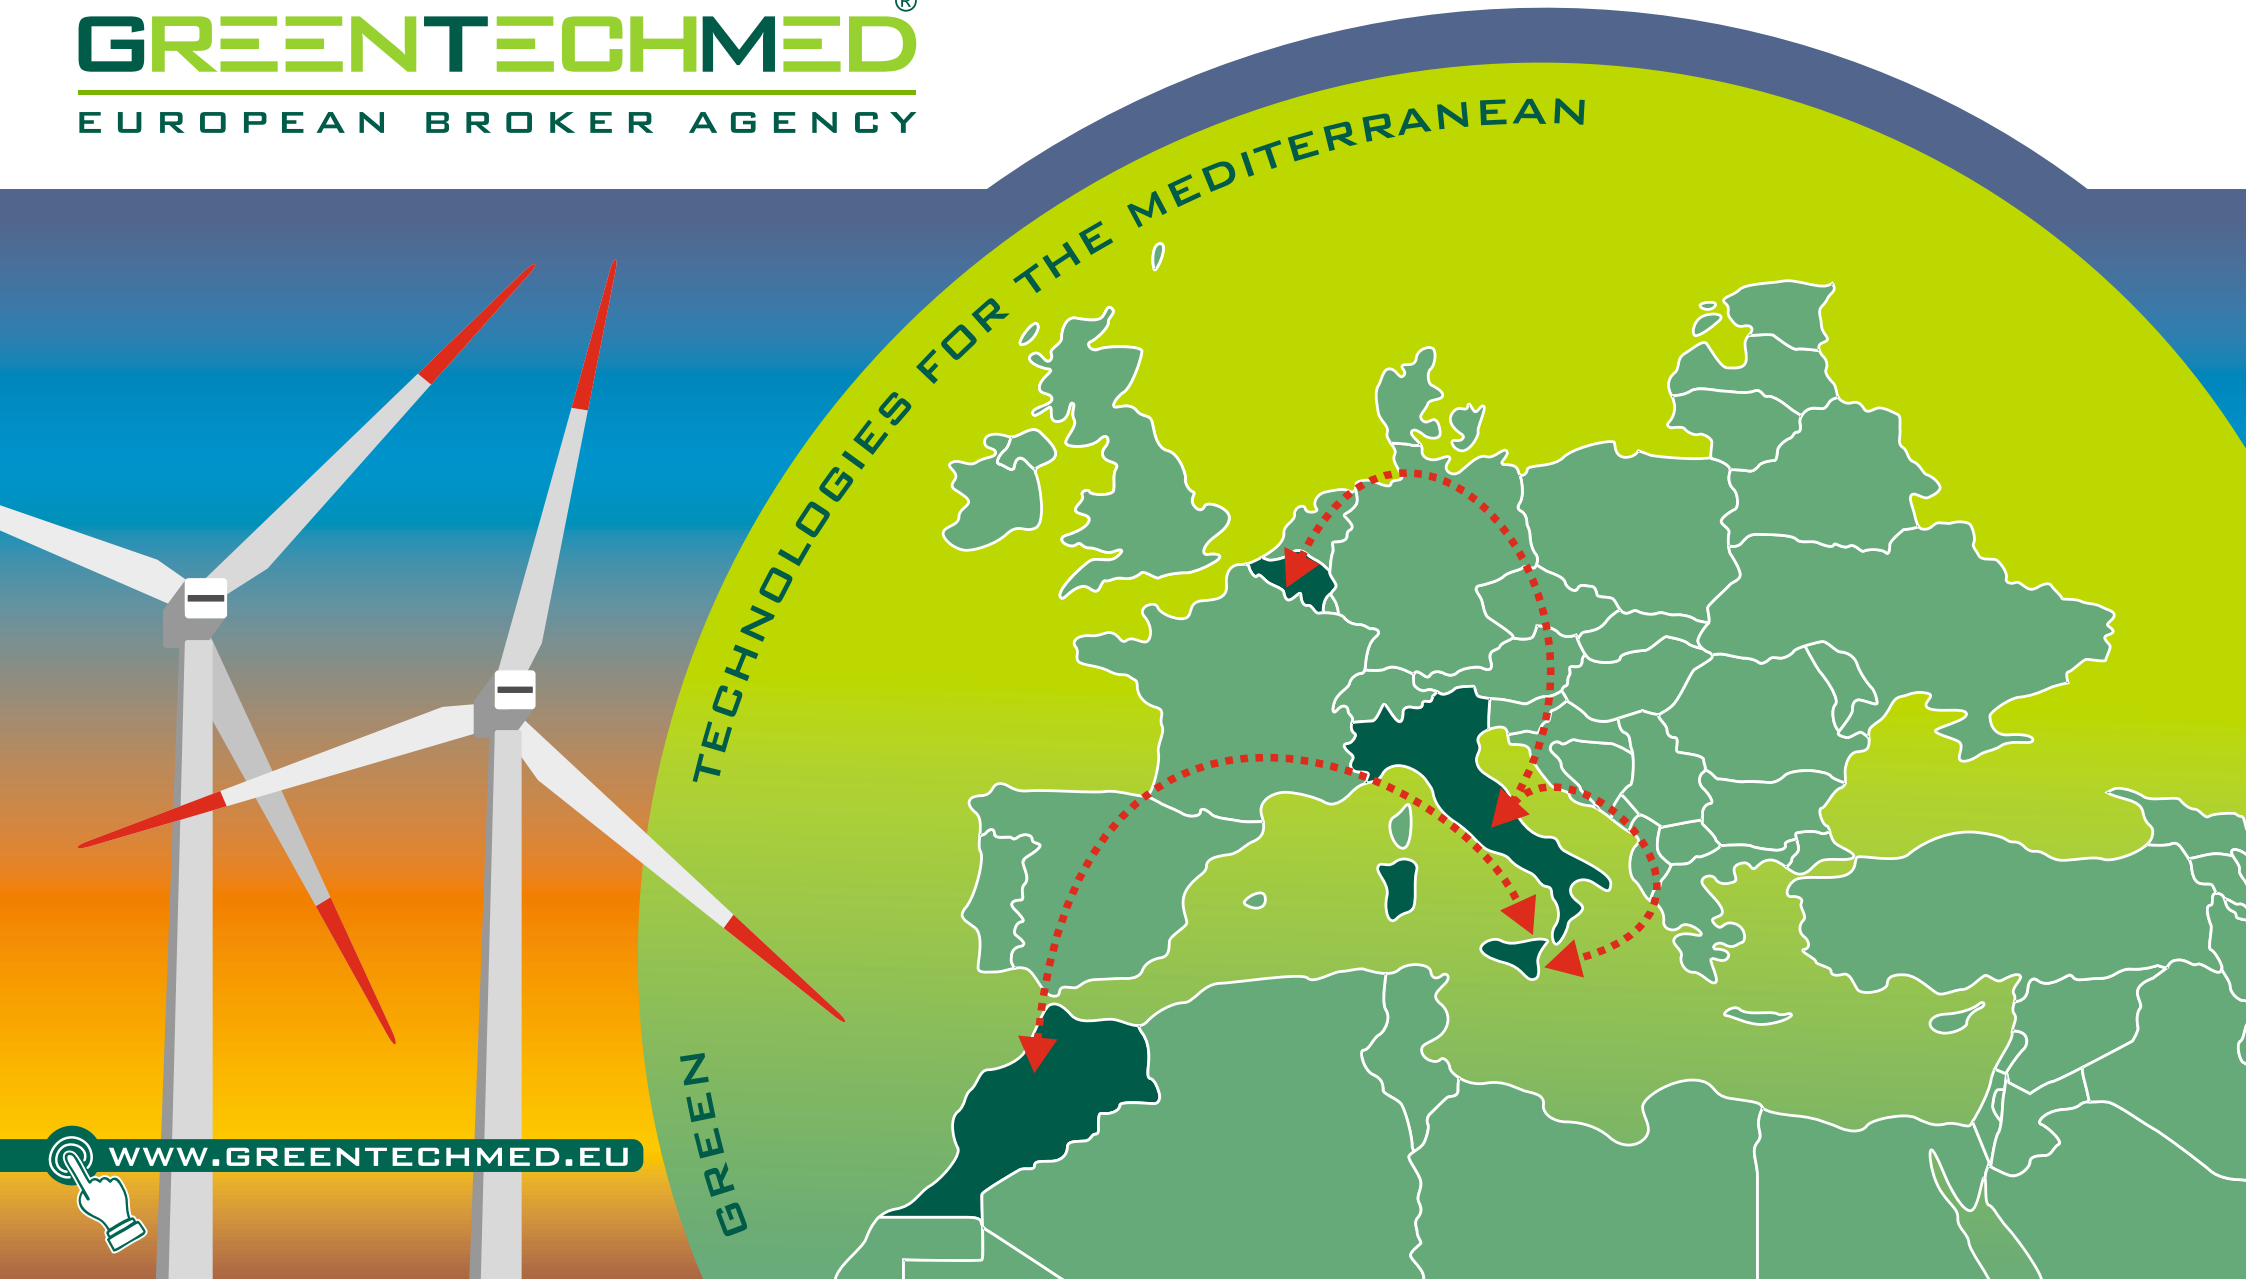 GREENTECHMED®
EUROPEAN BROKER AGENCY
GREEN TECHNOLOGIES FOR THE MEDITERRANEAN
WWW.GREENTECHMED.EU